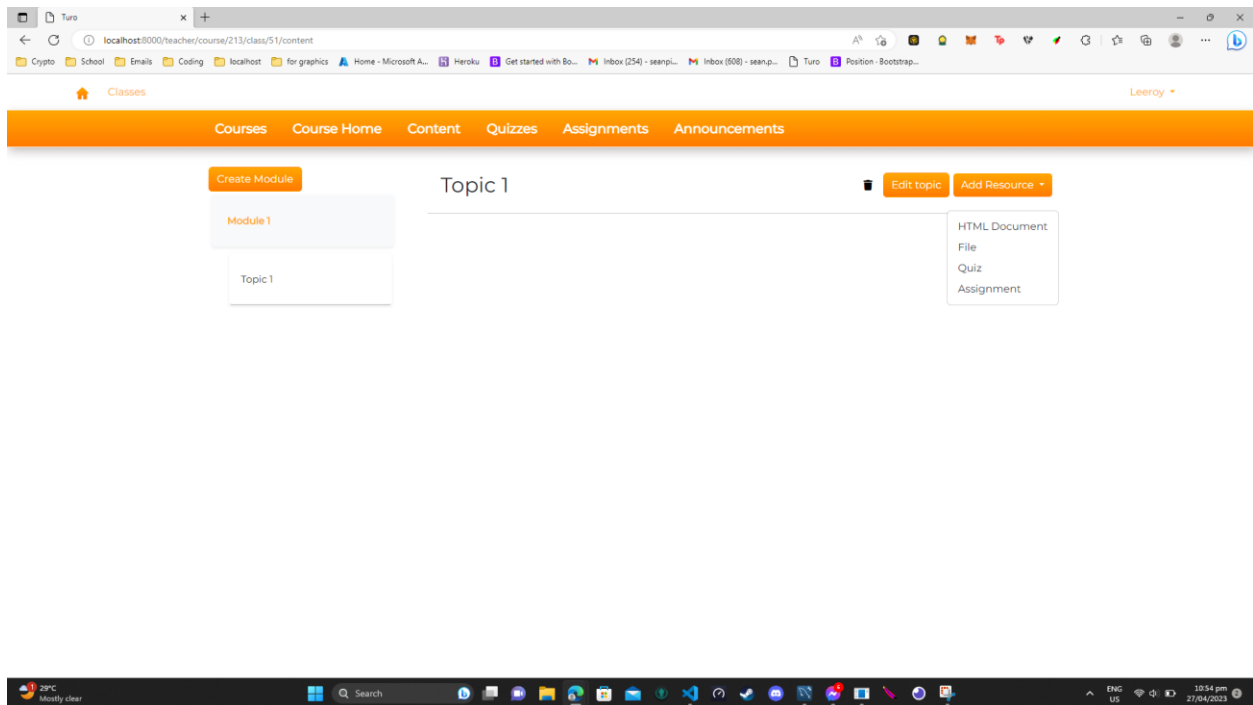 Turo
localhost:8000/teacher/course/213/class/51/content
Crypto School Emails Coding localhost for graphics Home - Microsoft A... Heroku Get started with Bo... Inbox (254) - seanpi... Inbox (608) - sean.p... Turo Position · Bootstrap...
Classes Leeroy
Courses Course Home Content Quizzes Assignments Announcements
Create Module
Topic 1
Edit topic Add Resource
Module 1
Topic 1
HTML Document
File
Quiz
Assignment
29°C
Mostly clear
Search
ENG
US
10:54 pm
27/04/2023